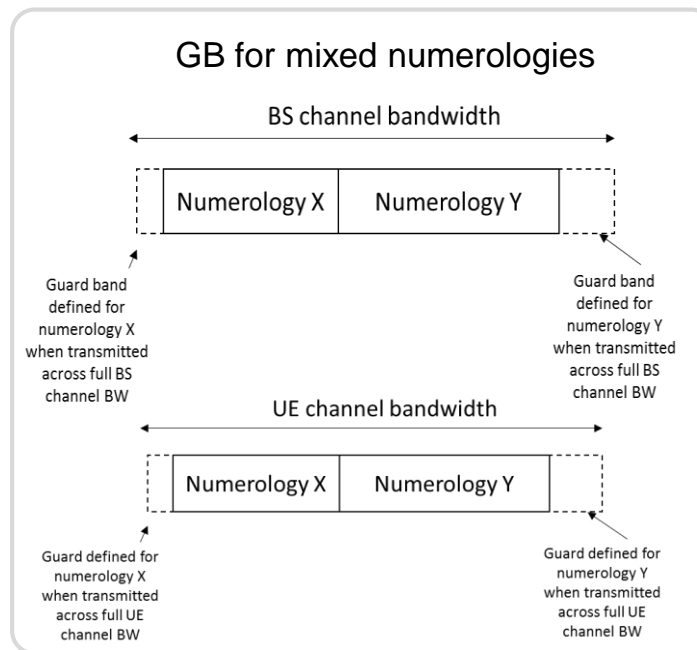 GB for mixed numerologies
BS channel bandwidth
Numerology X
Numerology Y
Guard band
defined for
numerology X
when transmitted
across full BS
channel BW
Guard band
defined for
numerology Y
when transmitted
across full BS
channel BW
UE channel bandwidth
Numerology X
Numerology Y
Guard defined for
numerology X
when transmitted
across full UE
channel BW
Guard defined for
numerology Y
when transmitted
across full UE
channel BW